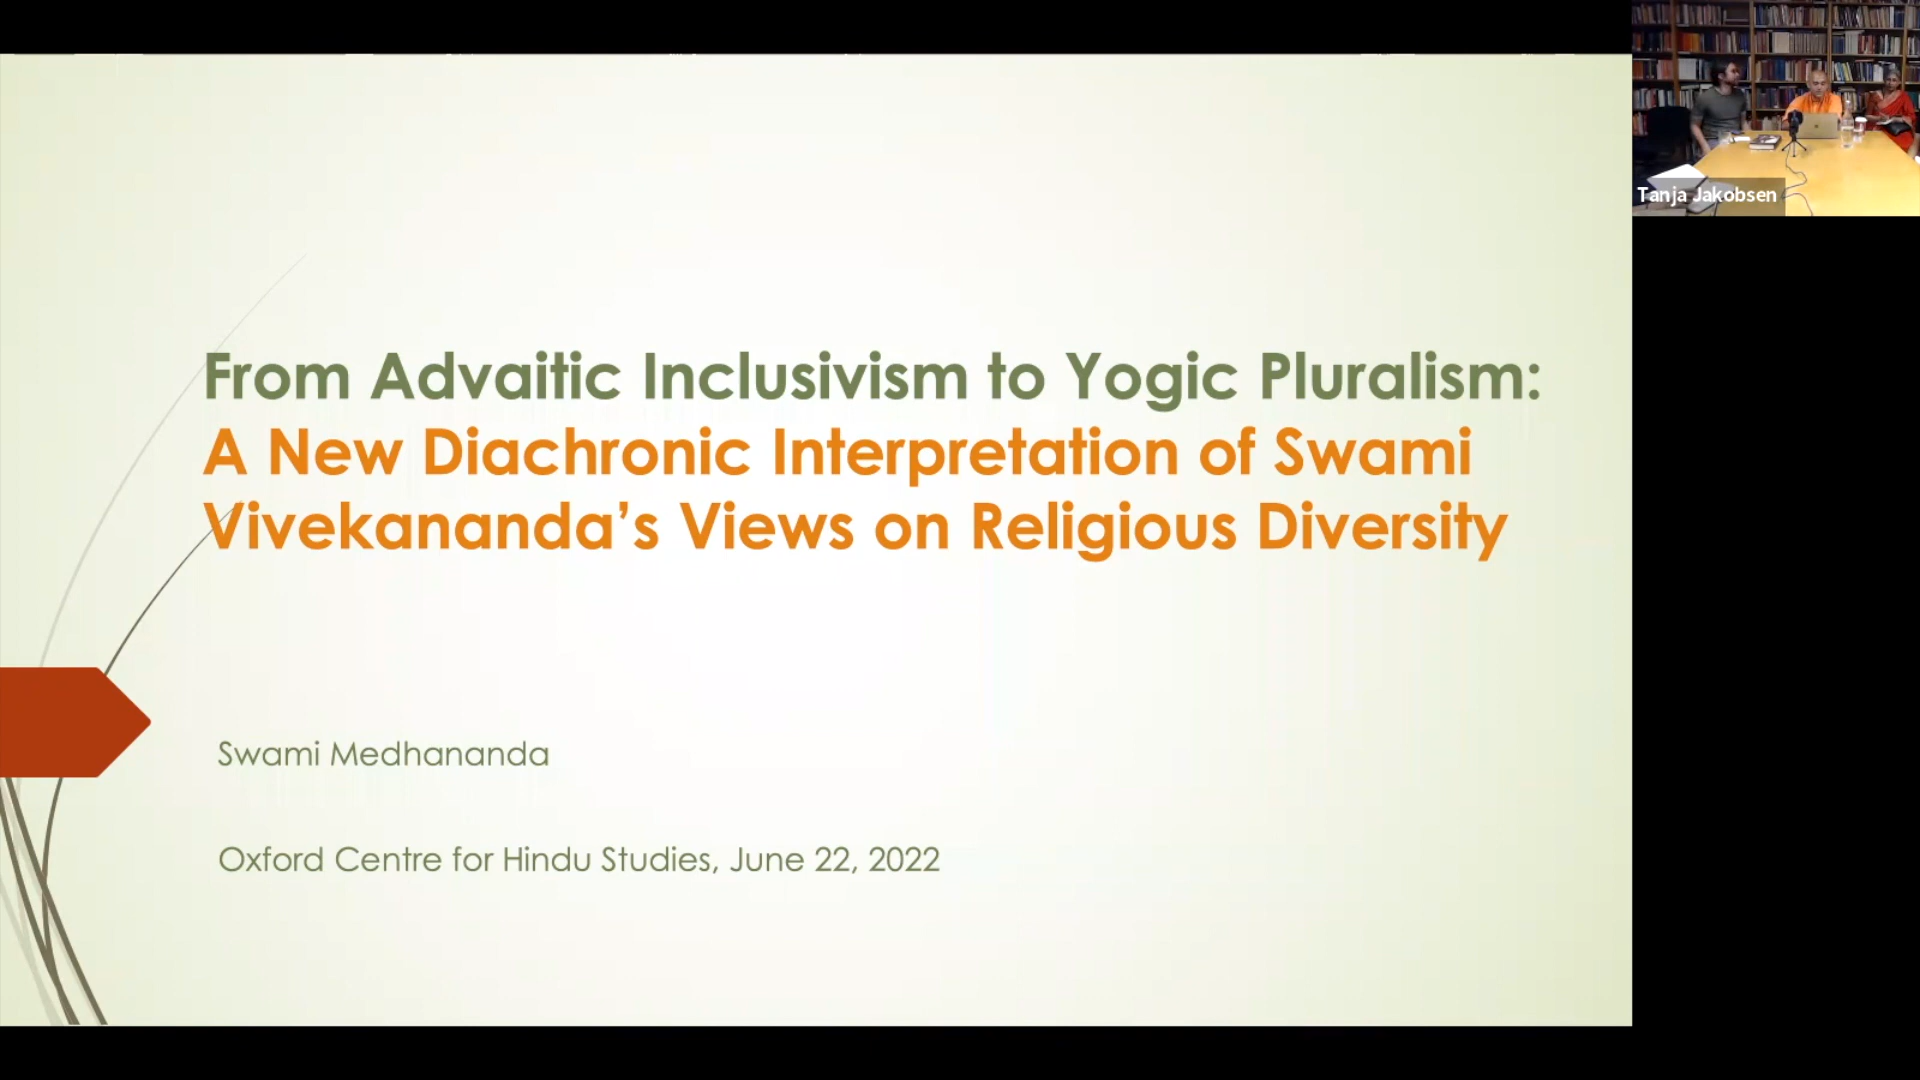 From Advaitic Inclusivism to Yogic Pluralism:
A New Diachronic Interpretation of Swami
Vivekananda’s Views on Religious Diversity
Swami Medhananda
Oxford Centre for Hindu Studies, June 22, 2022
Tanja Jakobsen